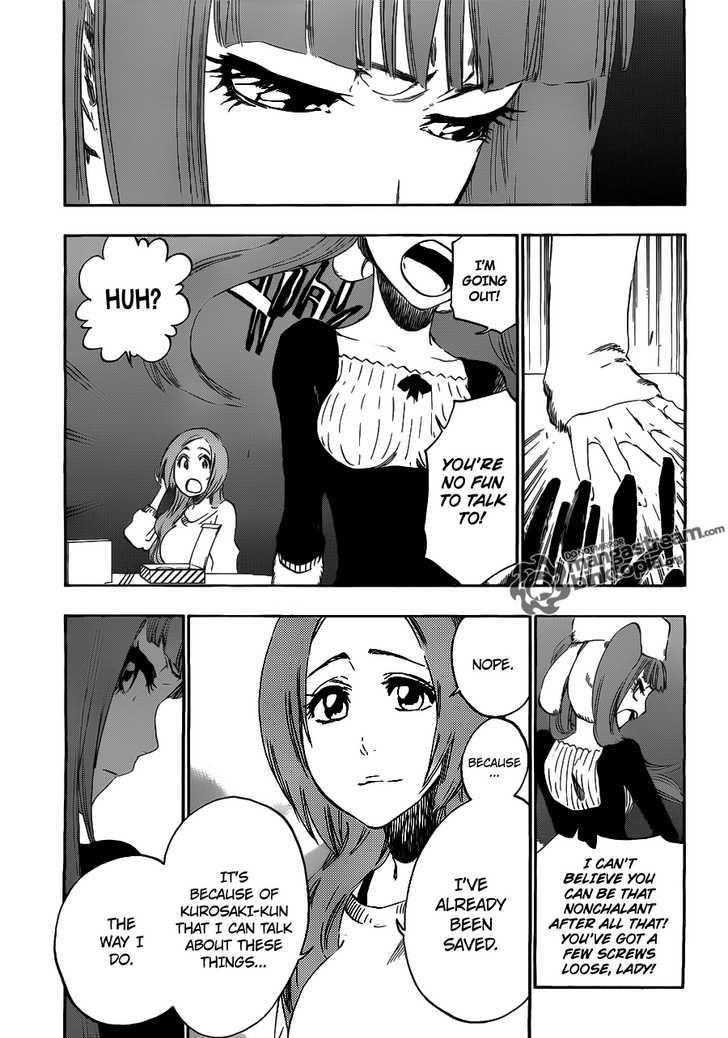 I'M
GOING
OUT!
YOU'RE
NO FUN
TO TALK
TO!
HUH?
I CAN'T
BELIEVE YOU
CAN BE THAT
NONCHALANT
AFTER ALL THAT!
YOU'VE GOT A
FEW SCREWS
LOOSE, LADY!
NOPE.
BECAUSE
...
I'VE
ALREADY
BEEN
SAVED.
IT'S
BECAUSE OF
KUROSAKI-KUN
THAT I CAN TALK
ABOUT THESE
THINGS...
THE
WAY I
DO.
mangastream.com